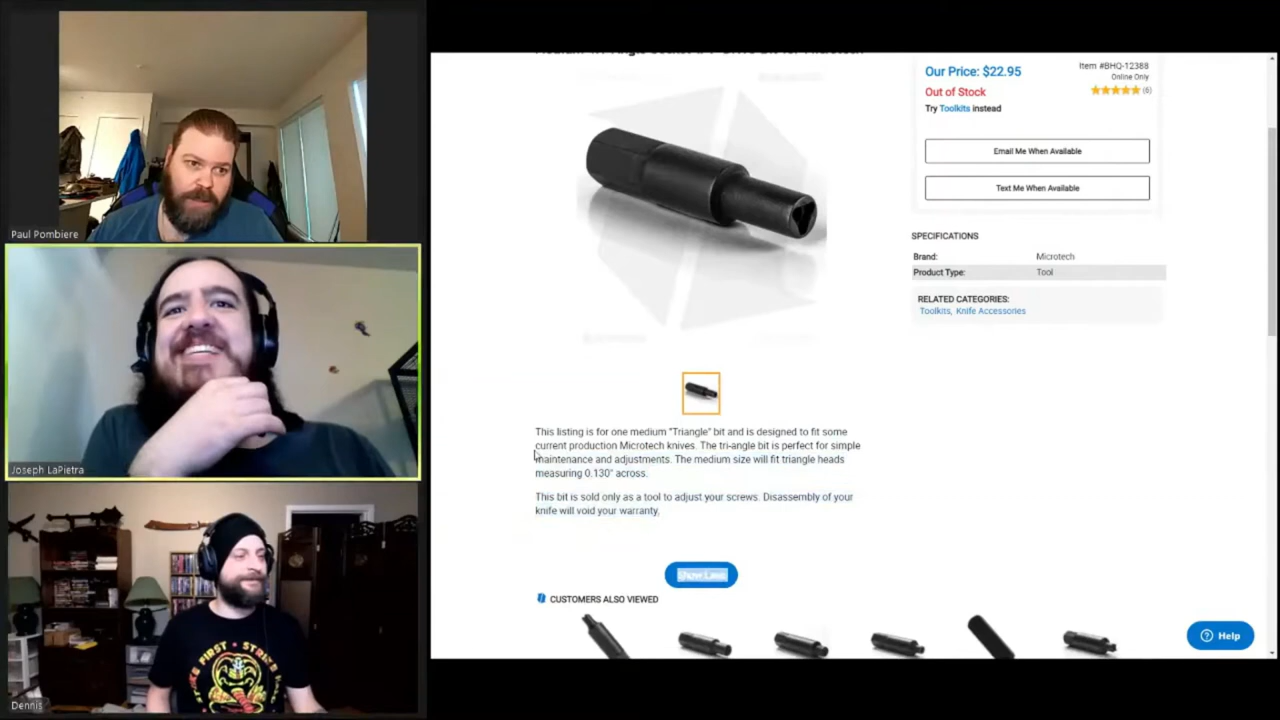 Paul Pombiere
Joseph LaPietra
Dennis
FIRST
Our Price: $22.95
Item #BHQ-12388
Online Only
Out of Stock
(6)
Try Toolkits instead
Email Me When Available
Text Me When Available
SPECIFICATIONS
Brand: Microtech
Product Type: Tool
RELATED CATEGORIES:
Toolkits, Knife Accessories
This listing is for one medium "Triangle" bit and is designed to fit some
current production Microtech knives. The tri-angle bit is perfect for simple
maintenance and adjustments. The medium size will fit triangle heads
measuring 0.130" across.
This bit is sold only as a tool to adjust your screws. Disassembly of your
knife will void your warranty.
Show Less
CUSTOMERS ALSO VIEWED
Help